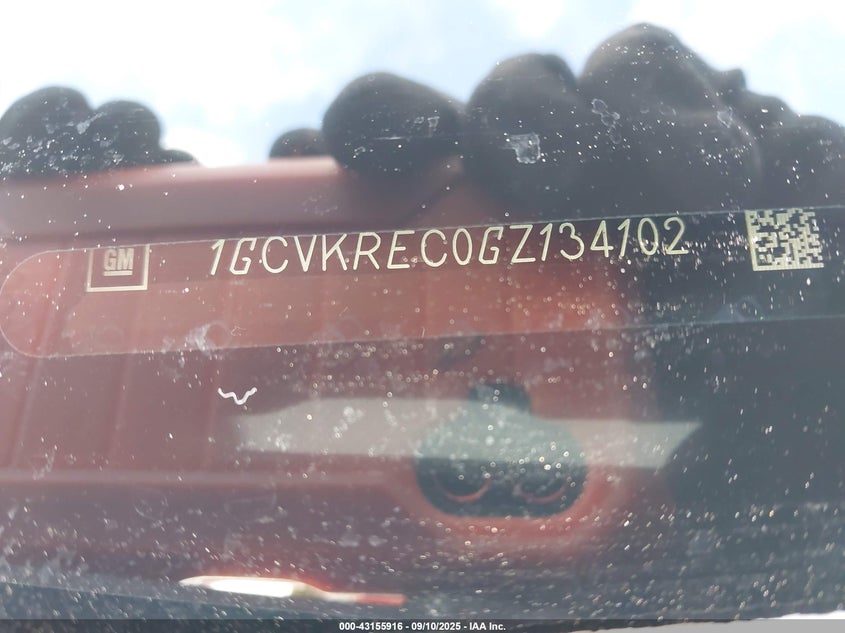 GM 1GCVKREC0GZ134102
000-43155916 - 09/10/2025 - IAA Inc.